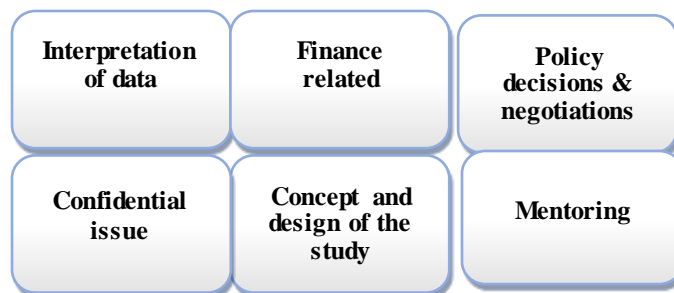 Interpretation
of data
Finance
related
Policy
decisions &
negotiations
Confidential
issue
Concept and
design of the
study
Mentoring